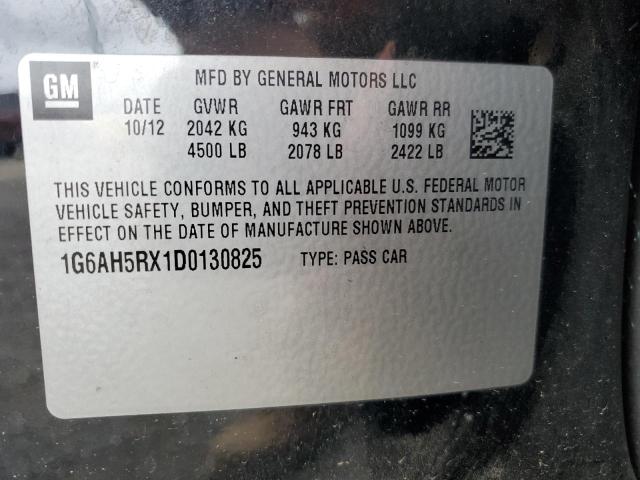 GM
MFD BY GENERAL MOTORS LLC
DATE GVWR GAWR FRT GAWR RR
10/12 2042 KG 943 KG 1099 KG
4500 LB 2078 LB 2422 LB
THIS VEHICLE CONFORMS TO ALL APPLICABLE U.S. FEDERAL MOTOR
VEHICLE SAFETY, BUMPER, AND THEFT PREVENTION STANDARDS IN
EFFECT ON THE DATE OF MANUFACTURE SHOWN ABOVE.
1G6AH5RX1D0130825 TYPE: PASS CAR